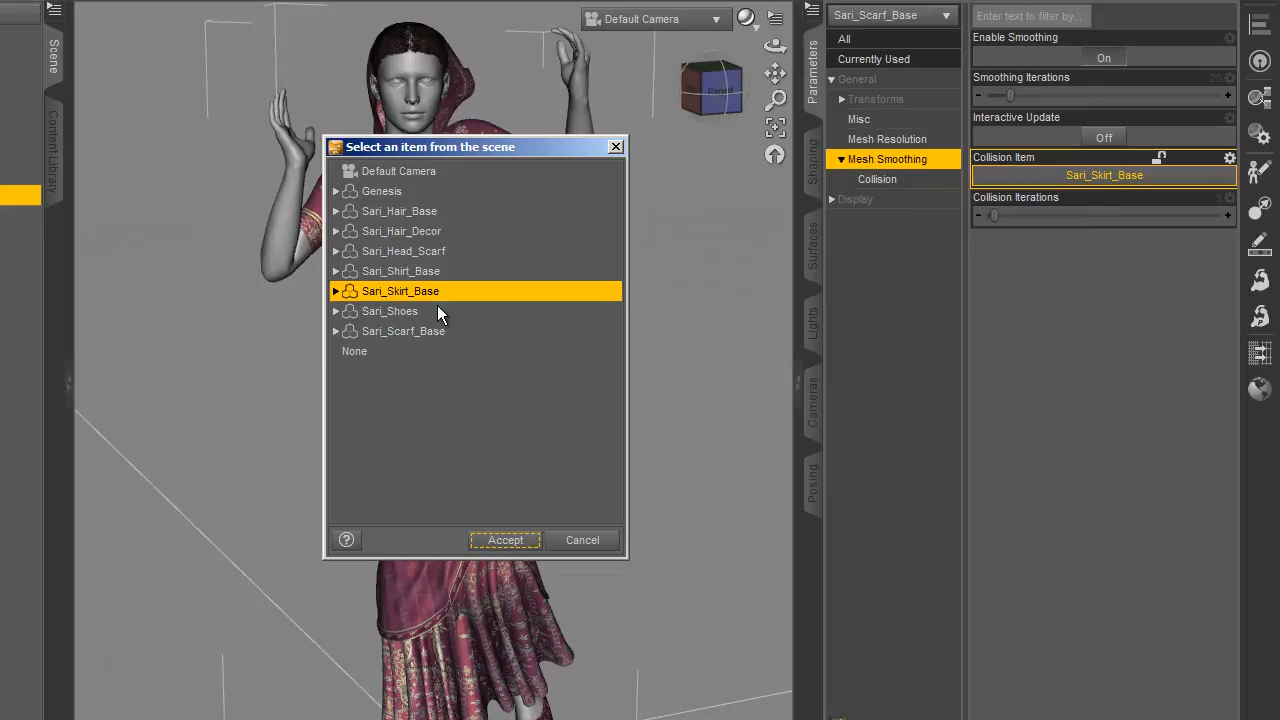 Scene
Content Library
Default Camera
Front
Select an item from the scene
Default Camera
Genesis
Sari_Hair_Base
Sari_Hair_Decor
Sari_Head_Scarf
Sari_Shirt_Base
Sari_Skirt_Base
Sari_Shoes
Sari_Scarf_Base
None
?
Accept
Cancel
Parameters
Shaping
Surfaces
Lights
Cameras
Posing
Sari_Scarf_Base
All
Currently Used
General
Transforms
Misc
Mesh Resolution
Mesh Smoothing
Collision
Display
Enter text to filter by...
Enable Smoothing
On
Smoothing Iterations 20
Interactive Update
Off
Collision Item
Sari_Skirt_Base
Collision Iterations 3